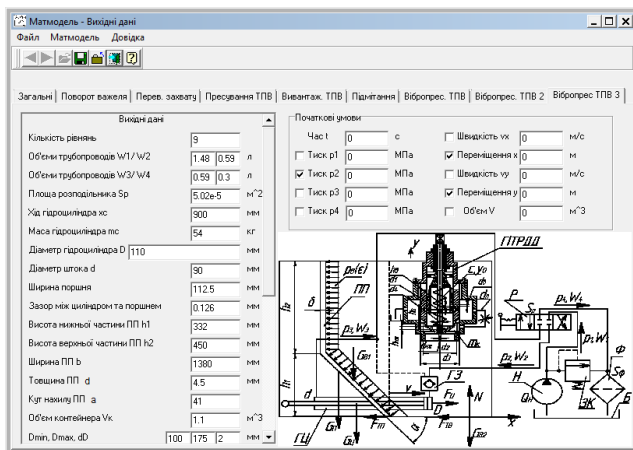 Матмодель - Вихідні дані
Файл Матмодель Довідка
Загальні Поворот важеля Перев. захвату Пресування ТПВ Вивантаж. ТПВ Підмітання Вібропрес. ТПВ Вібропрес. ТПВ 2 Вібропрес ТПВ 3
Вихідні дані
Кількість рівнянь 9
Об'єми трубопроводів W1/W2 1.48 0.59 л
Об'єми трубопроводів W3/W4 0.59 0.3 л
Площа розподільника Sp 5.02e-5 м^2
Хід гідроциліндра xc 900 мм
Маса гідроциліндра mc 54 кг
Діаметр гідроциліндра D 110 мм
Діаметр штока d 90 мм
Ширина поршня 112.5 мм
Зазор між циліндром та поршнем 0.126 мм
Висота нижньої частини ПП h1 332 мм
Висота верхньої частини ПП h2 450 мм
Ширина ПП b 1380 мм
Товщина ПП d 4.5 мм
Кут нахилу ПП a 41
Об'єм контейнера Vк 1.1 м^3
Dmin, Dmax, dD 100 175 2 мм
Початкові умови
Час t 0 с Швидкість vx 0 м/с
Тиск p1 0 МПа Переміщення x 0 м
Тиск p2 0 МПа Швидкість vy 0 м/с
Тиск p3 0 МПа Переміщення y 0 м
Тиск p4 0 МПа Об'єм V 0 м^3
ГПРДД
ПП
p3, W3
p4, W4
p2, W2
ГЗ
ГЦ
Н
ЗК
Ф
Б